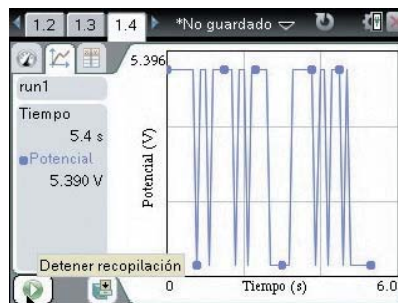 1.2 1.3 1.4 *No guardado
5.396
run1
Tiempo
5.4 s
Potencial
5.390 V
Potencial (V)
Detener recopilación
0 Tiempo (s) 6.0